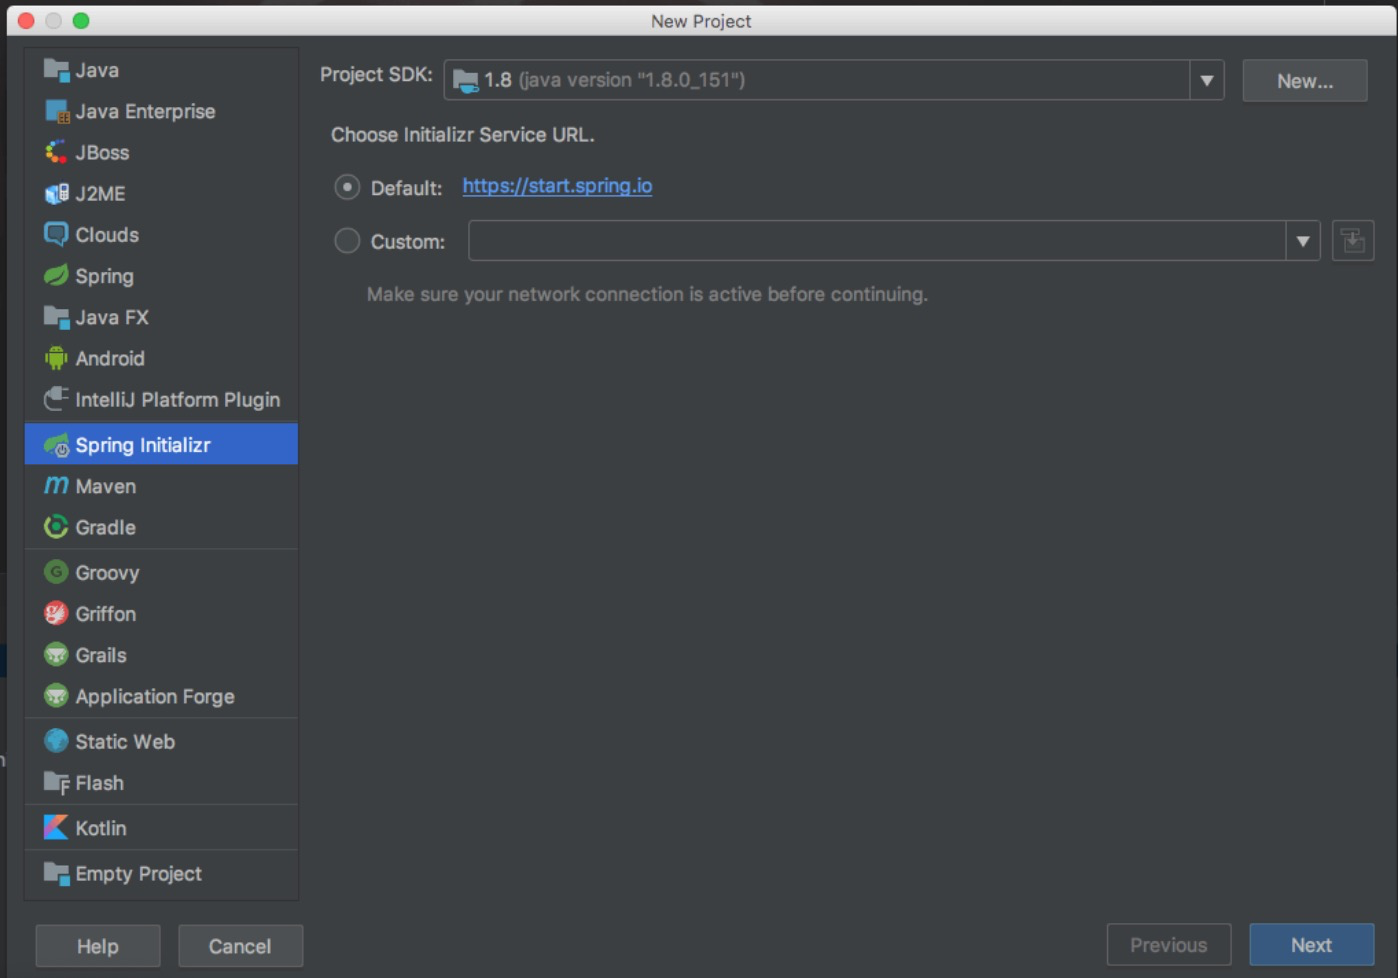 New Project
Java
Java Enterprise
JBoss
J2ME
Clouds
Spring
Java FX
Android
IntelliJ Platform Plugin
Spring Initializr
Maven
Gradle
Groovy
Griffon
Grails
Application Forge
Static Web
Flash
Kotlin
Empty Project
Project SDK: 1.8 (java version "1.8.0_151") New...
Choose Initializr Service URL.
Default: https://start.spring.io
Custom:
Make sure your network connection is active before continuing.
Help Cancel Previous Next